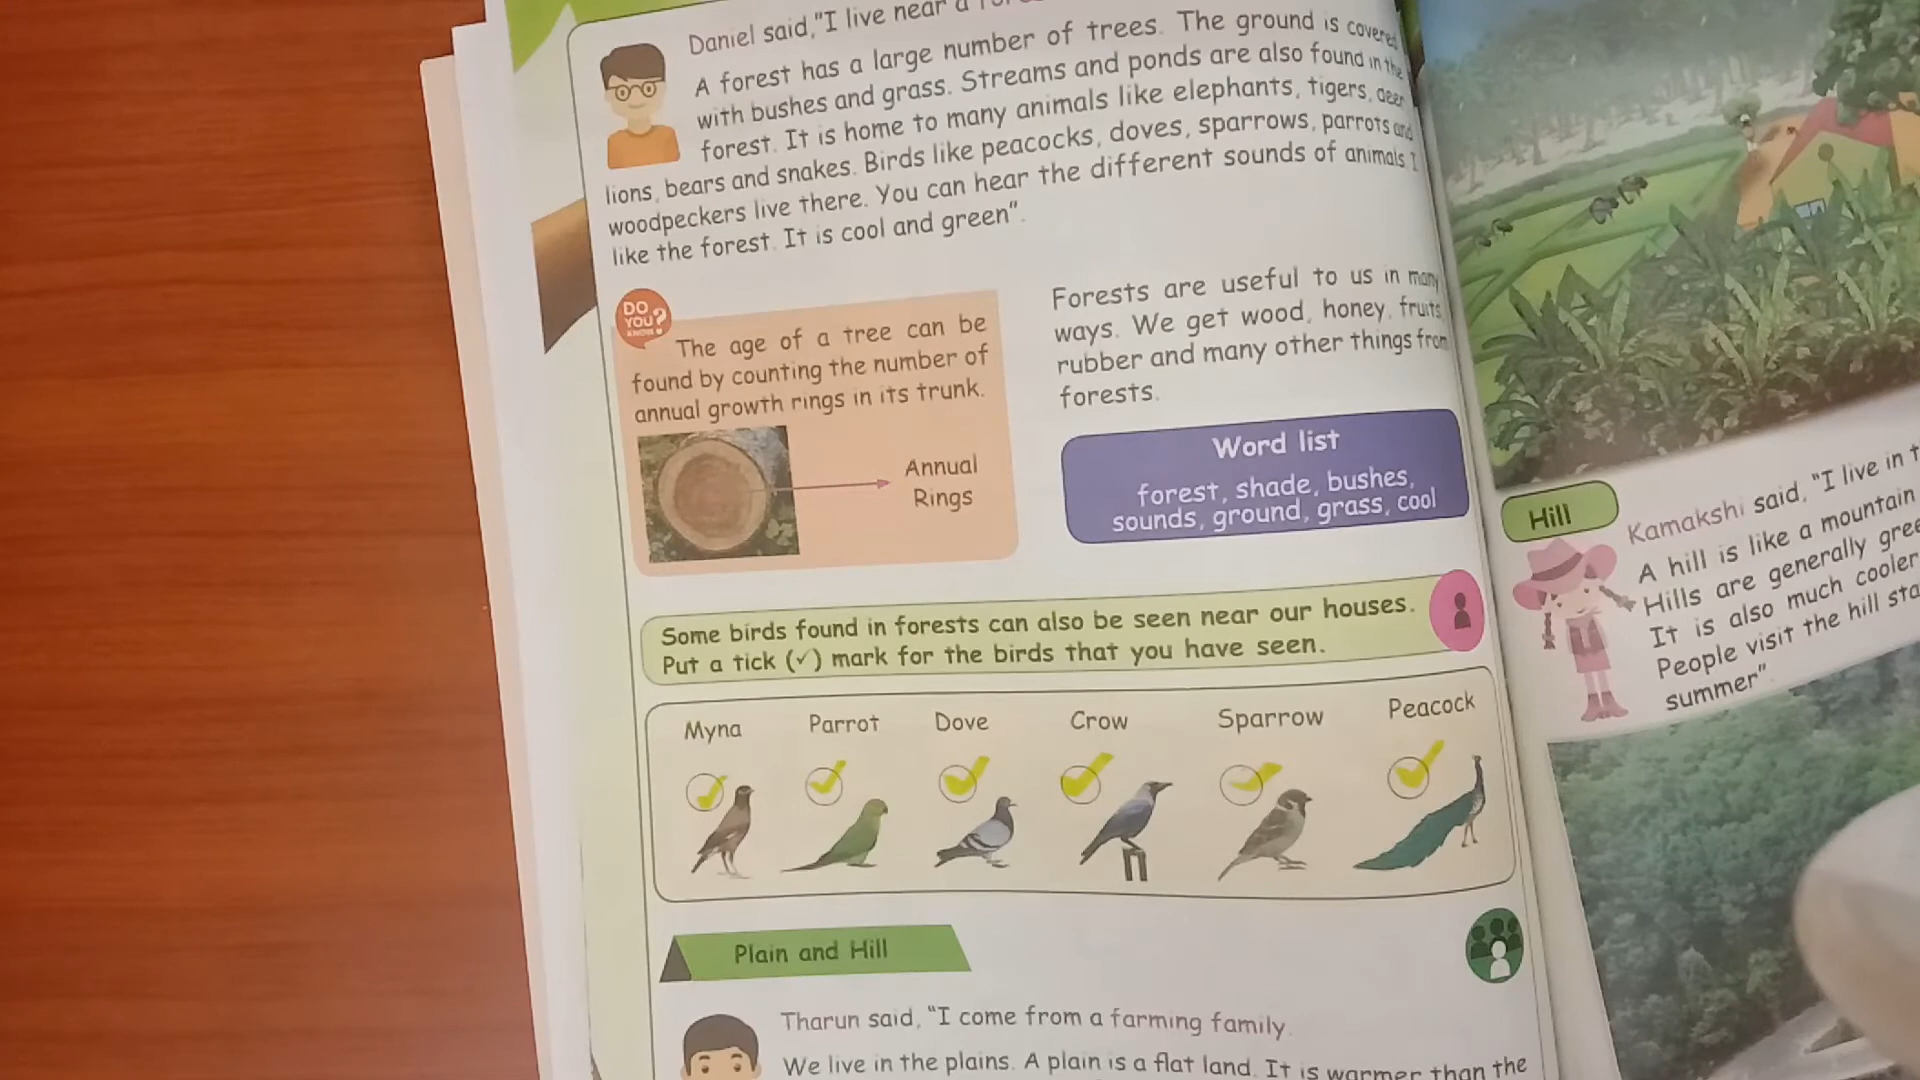 Daniel said, "I live near a
A forest has a large number of trees. The ground is covered
with bushes and grass. Streams and ponds are also found in the
forest. It is home to many animals like elephants, tigers, deer
lions, bears and snakes. Birds like peacocks, doves, sparrows, parrots and
woodpeckers live there. You can hear the different sounds of animals. I
like the forest. It is cool and green".
DO
YOU?
KNOW!
The age of a tree can be
found by counting the number of
annual growth rings in its trunk.
Annual
Rings
Forests are useful to us in many
ways. We get wood, honey, fruits
rubber and many other things from
forests.
Word list
forest, shade, bushes,
sounds, ground, grass, cool
Some birds found in forests can also be seen near our houses.
Put a tick (✓) mark for the birds that you have seen.
Myna Parrot Dove Crow Sparrow Peacock
Plain and Hill
Tharun said, "I come from a farming family.
We live in the plains. A plain is a flat land. It is warmer than the
Hill
Kamakshi said, "I live in
A hill is like a mountain
Hills are generally
It is also much cooler
People visit the hill
summer"